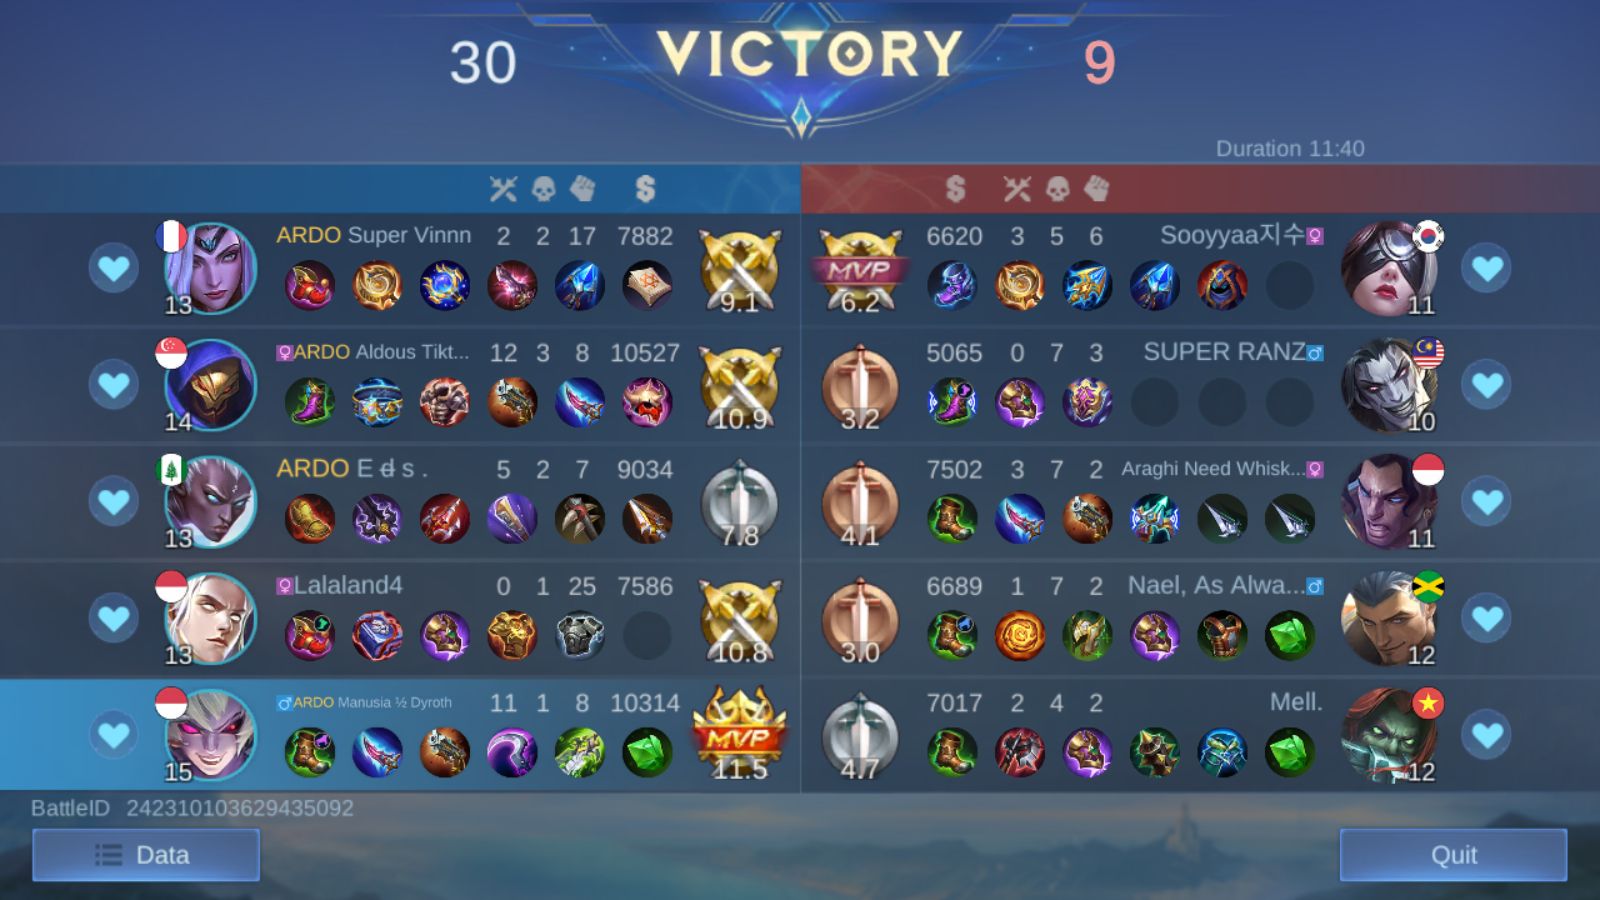 30 VICTORY 9
Duration 11:40
ARDO Super Vinnn 2 2 17 7882
13 9.1
6620 3 5 6 Sooyyaa지수
MVP 6.2 11
ARDO Aldous Tikt... 12 3 8 10527
14 10.9
5065 0 7 3 SUPER RANZ
3.2 10
ARDO E d s . 5 2 7 9034
13 7.8
7502 3 7 2 Araghi Need Whisk...
4.1 11
Lalaland4 0 1 25 7586
13 10.8
6689 1 7 2 Nael, As Alwa...
3.0 12
ARDO Manusia ½ Dyroth 11 1 8 10314
15 MVP 11.5
7017 2 4 2 Mell.
4.7 12
BattleID 242310103629435092
Data Quit